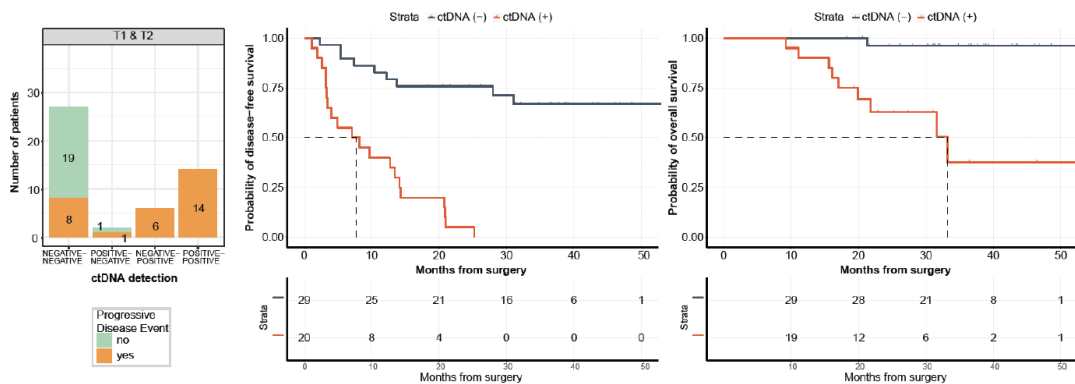 T1 & T2
Number of patients
30
20
10
0
19
8
1
1
6
14
NEGATIVE-
NEGATIVE
POSITIVE-
NEGATIVE
NEGATIVE-
POSITIVE
POSITIVE-
POSITIVE
ctDNA detection
Progressive
Disease Event
no
yes
Strata ctDNA (-) ctDNA (+)
Probability of disease-free survival
1.00
0.75
0.50
0.25
0.00
0 10 20 30 40 50
Months from surgery
Strata
29 25 21 16 6 1
20 8 4 0 0 0
0 10 20 30 40 50
Months from surgery
Strata ctDNA (-) ctDNA (+)
Probability of overall survival
1.00
0.75
0.50
0.25
0.00
0 10 20 30 40 50
Months from surgery
Strata
29 28 21 8 1
19 12 6 2 1
0 10 20 30 40 50
Months from surgery